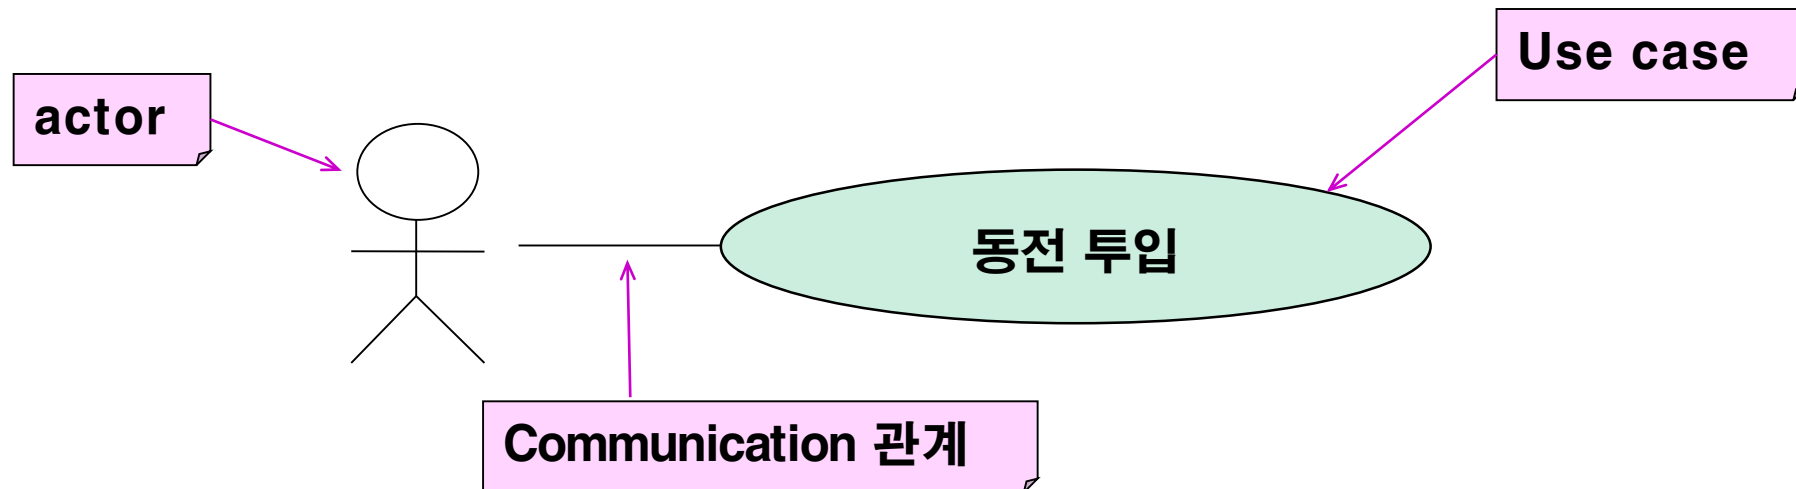 Use case
actor
동전 투입
Communication 관계